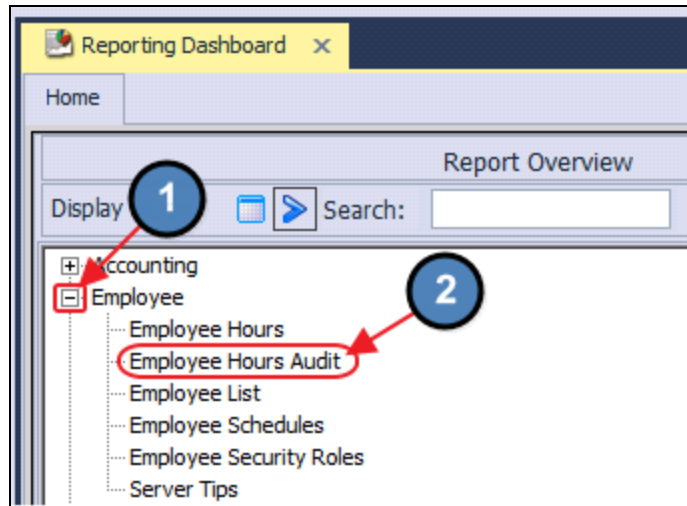 Reporting Dashboard x
Home
Report Overview
Display
1
Search:
Accounting
Employee
2
Employee Hours
Employee Hours Audit
Employee List
Employee Schedules
Employee Security Roles
Server Tips